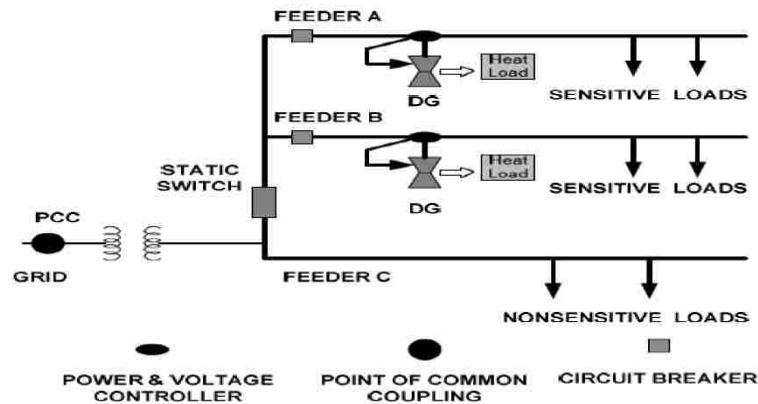 FEEDER A
Heat
Load
DG
SENSITIVE LOADS
FEEDER B
Heat
Load
DG
SENSITIVE LOADS
STATIC
SWITCH
PCC
GRID
FEEDER C
NONSENSITIVE LOADS
POWER & VOLTAGE
CONTROLLER
POINT OF COMMON
COUPLING
CIRCUIT BREAKER